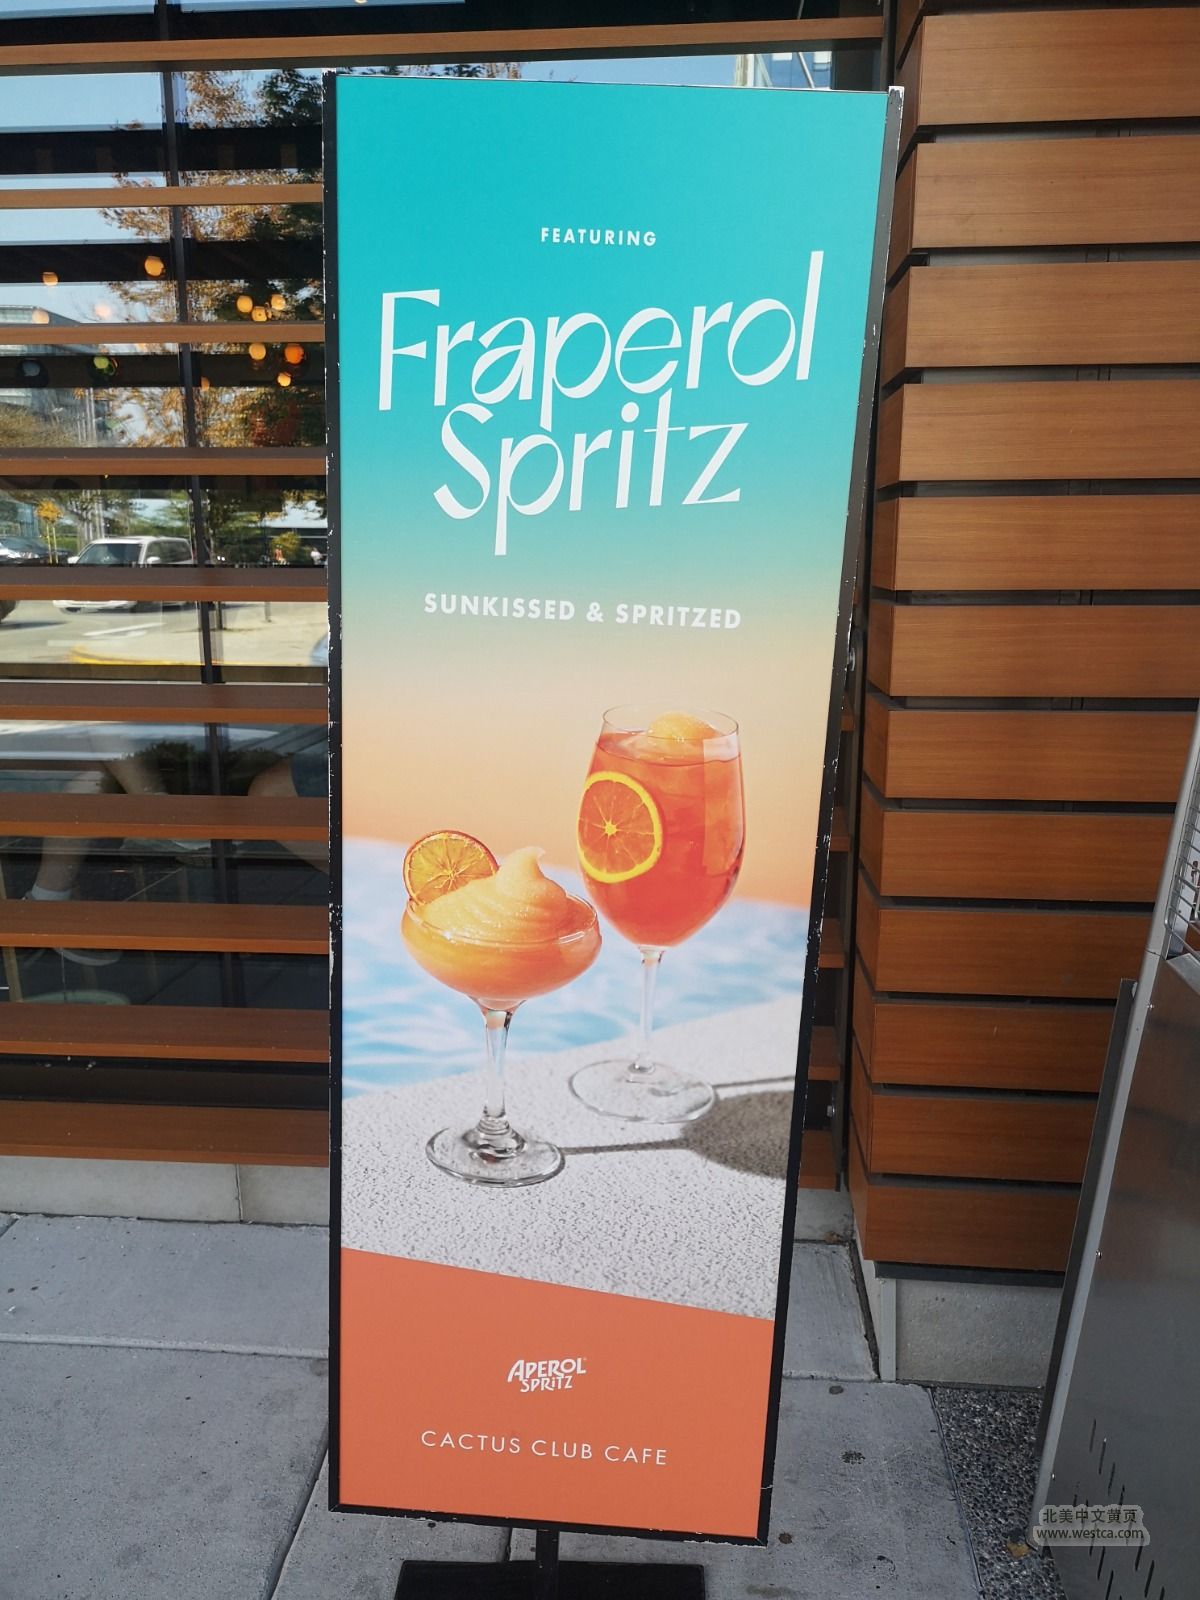 FEATURING
Fraperol
Spritz
SUNKISSED & SPRITZED
APEROL
SPRITZ
CACTUS CLUB CAFE
北美中文黄页
www.westca.com